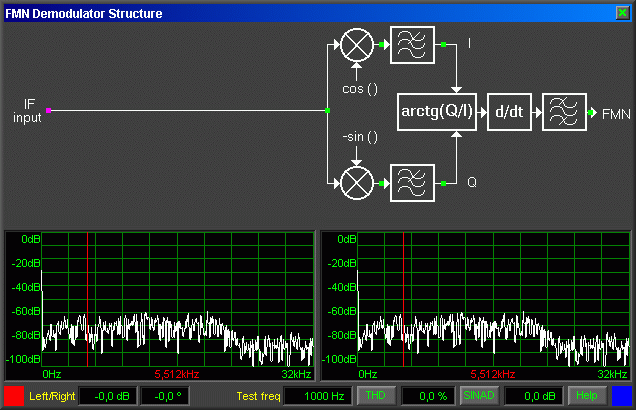 FMN Demodulator Structure
I
cos ()
IF
input
arctg(Q/I)
d/dt
FMN
-sin ()
Q
0dB
-20dB
-40dB
-60dB
-80dB
-100dB
0Hz 5,512kHz 32kHz
0dB
-20dB
-40dB
-60dB
-80dB
-100dB
0Hz 5,512kHz 32kHz
Left/Right -0,0 dB -0,0 ° Test freq 1000 Hz THD 0,0 % SINAD 0,0 dB Help